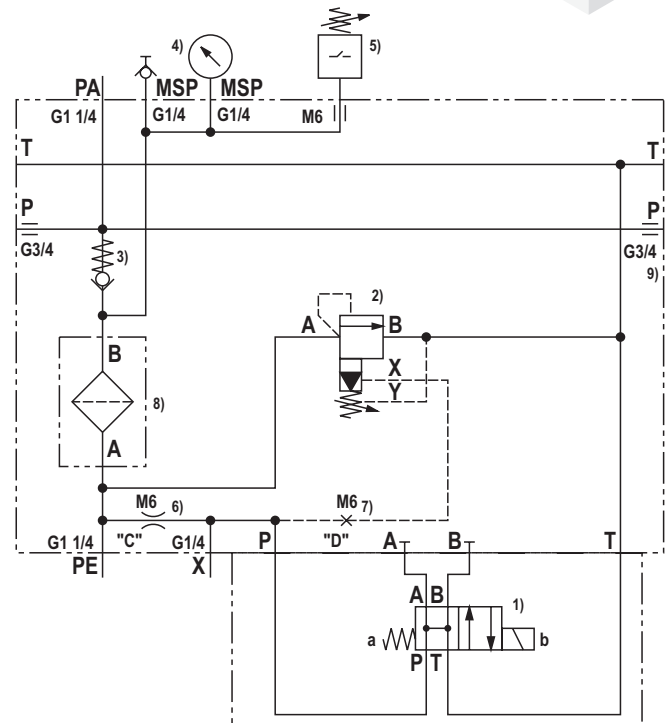 4)
5)
PA MSP MSP
G1 1/4 G1/4 G1/4 M6
T T
P P
G3/4 3) G3/4
9)
2)
A B
B X
Y
8)
A
M6 6) M6 7)
G1 1/4 "C" G1/4 P "D" A B T
PE X
A B 1)
a b
P T